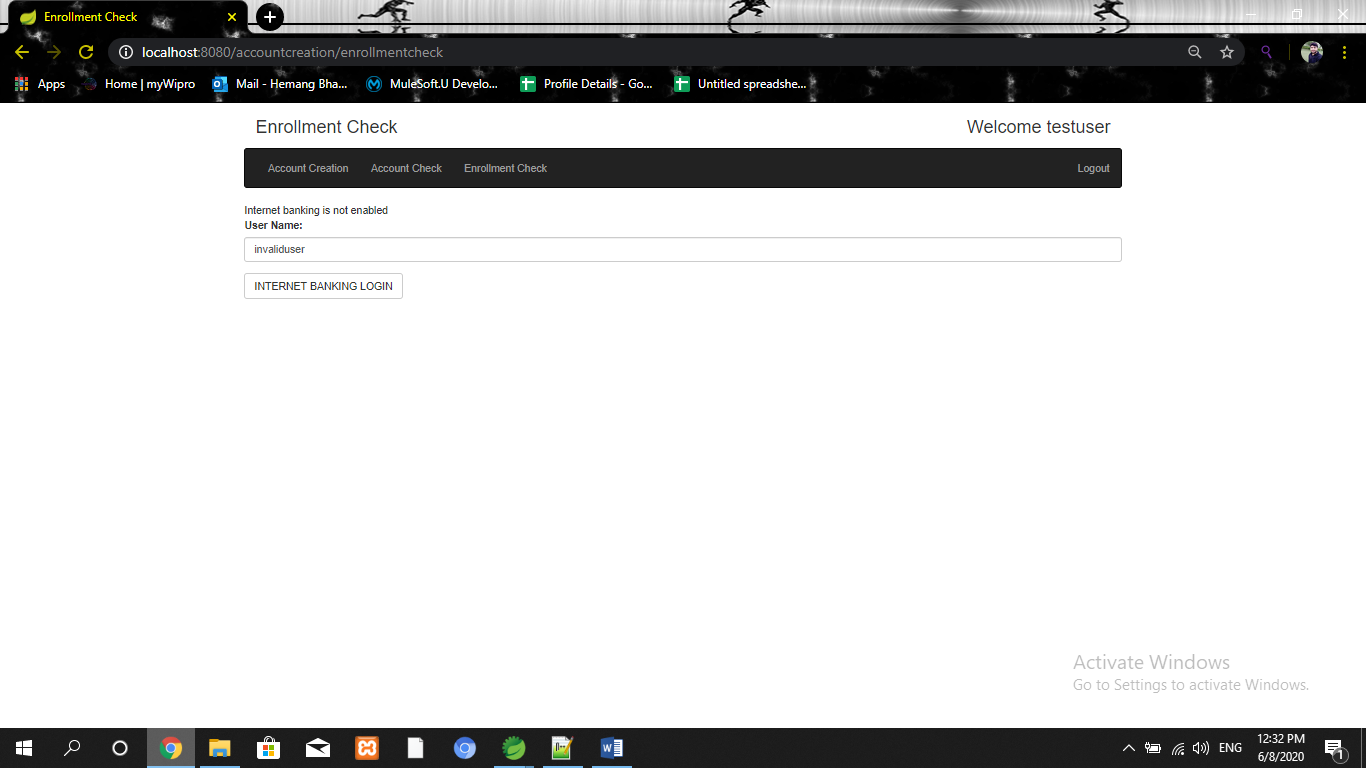 Enrollment Check
localhost:8080/accountcreation/enrollmentcheck
Apps Home | myWipro Mail - Hemang Bha... MuleSoft.U Develo... Profile Details - Go... Untitled spreadshe...
Enrollment Check Welcome testuser
Account Creation Account Check Enrollment Check Logout
Internet banking is not enabled
User Name:
invaliduser
INTERNET BANKING LOGIN
Activate Windows
Go to Settings to activate Windows.
ENG 12:32 PM
6/8/2020
1